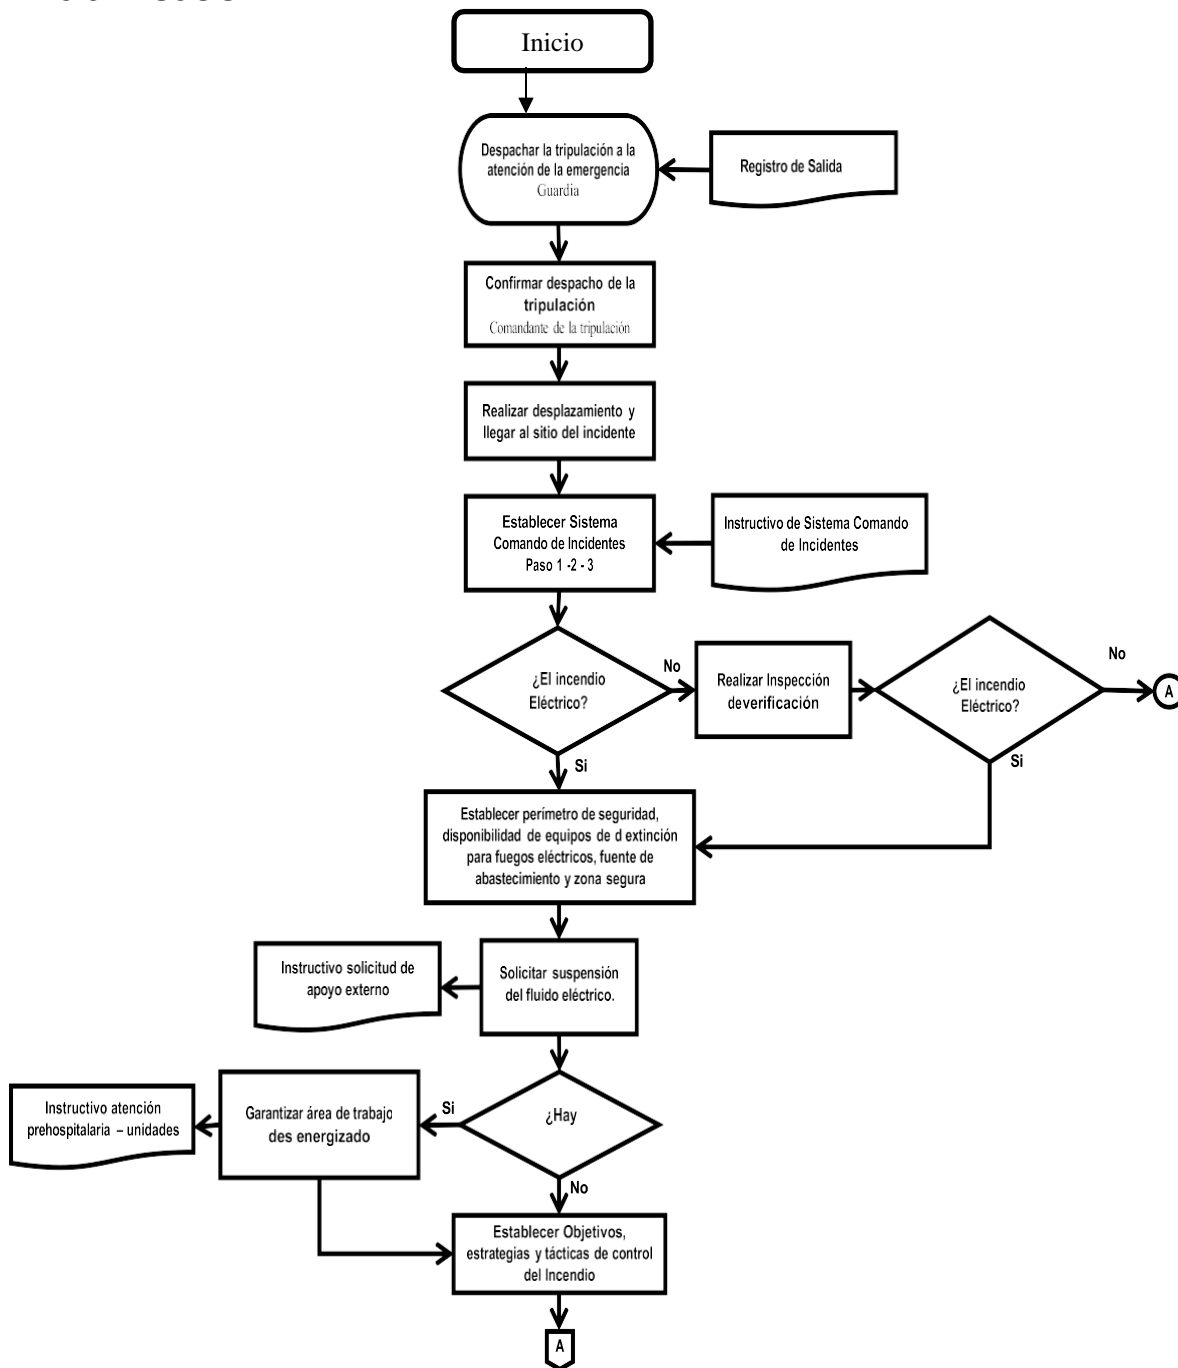 Inicio
Despachar la tripulación a la
atención de la emergencia
Guardia
Registro de Salida
Confirmar despacho de la
tripulación
Comandante de la tripulación
Realizar desplazamiento y
llegar al sitio del incidente
Establecer Sistema
Comando de Incidentes
Paso 1 -2 - 3
Instructivo de Sistema Comando
de Incidentes
¿El incendio
Eléctrico?
No
Realizar Inspección
deverificación
¿El incendio
Eléctrico?
No
A
Si
Si
Establecer perímetro de seguridad,
disponibilidad de equipos de d extinción
para fuegos eléctricos, fuente de
abastecimiento y zona segura
Solicitar suspensión
del fluido eléctrico.
Instructivo solicitud de
apoyo externo
¿Hay
Si
Garantizar área de trabajo
des energizado
Instructivo atención
prehospitalaria – unidades
No
Establecer Objetivos,
estrategias y tácticas de control
del Incendio
A